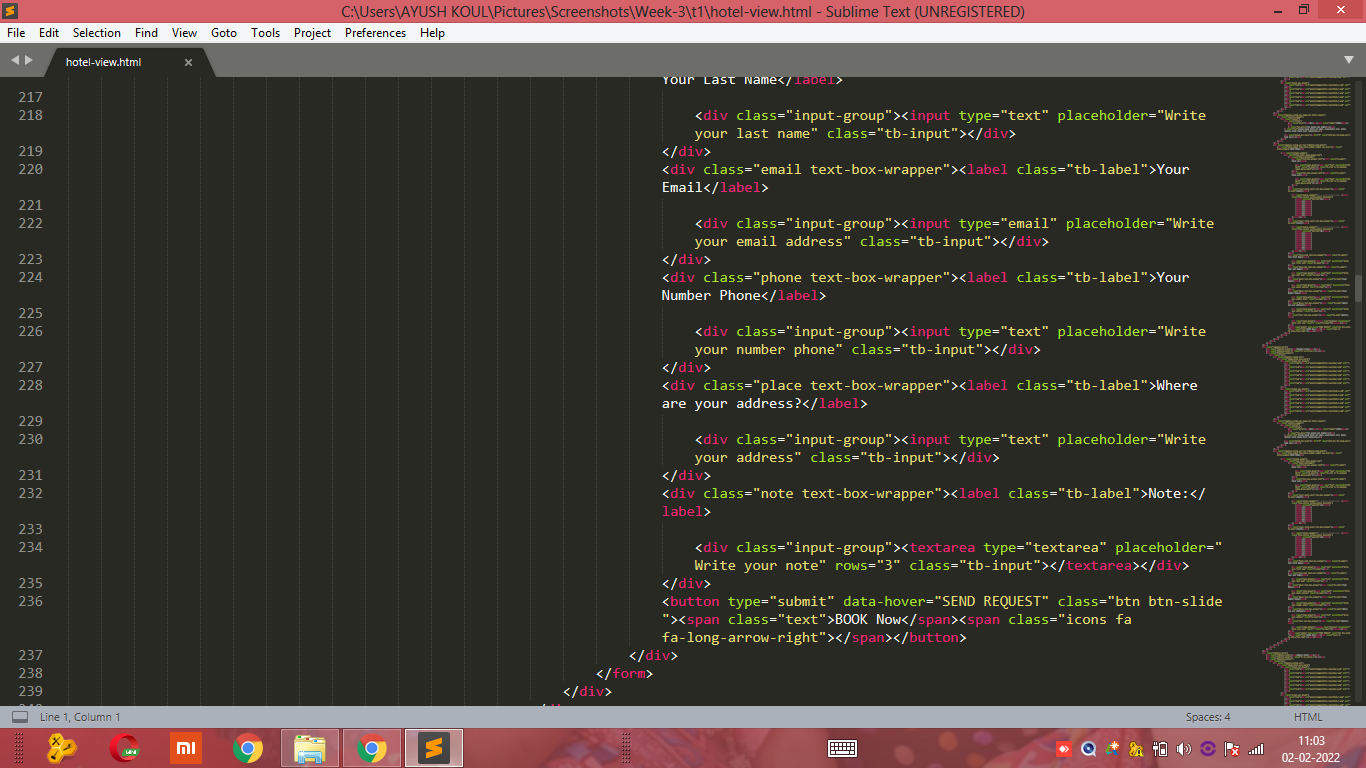 C:\Users\AYUSH KOUL\Pictures\Screenshots\Week-3\t1\hotel-view.html - Sublime Text (UNREGISTERED)
File Edit Selection Find View Goto Tools Project Preferences Help
hotel-view.html
Your Last Name</label>
217
218 <div class="input-group"><input type="text" placeholder="Write
your last name" class="tb-input"></div>
219 </div>
220 <div class="email text-box-wrapper"><label class="tb-label">Your
Email</label>
221
222 <div class="input-group"><input type="email" placeholder="Write
your email address" class="tb-input"></div>
223 </div>
224 <div class="phone text-box-wrapper"><label class="tb-label">Your
Number Phone</label>
225
226 <div class="input-group"><input type="text" placeholder="Write
your number phone" class="tb-input"></div>
227 </div>
228 <div class="place text-box-wrapper"><label class="tb-label">Where
are your address?</label>
229
230 <div class="input-group"><input type="text" placeholder="Write
your address" class="tb-input"></div>
231 </div>
232 <div class="note text-box-wrapper"><label class="tb-label">Note:</
label>
233
234 <div class="input-group"><textarea type="textarea" placeholder="
Write your note" rows="3" class="tb-input"></textarea></div>
235 </div>
236 <button type="submit" data-hover="SEND REQUEST" class="btn btn-slide
"><span class="text">BOOK Now</span><span class="icons fa
fa-long-arrow-right"></span></button>
237 </div>
238 </form>
239 </div>
Line 1, Column 1 Spaces: 4 HTML
mi
11:03
02-02-2022